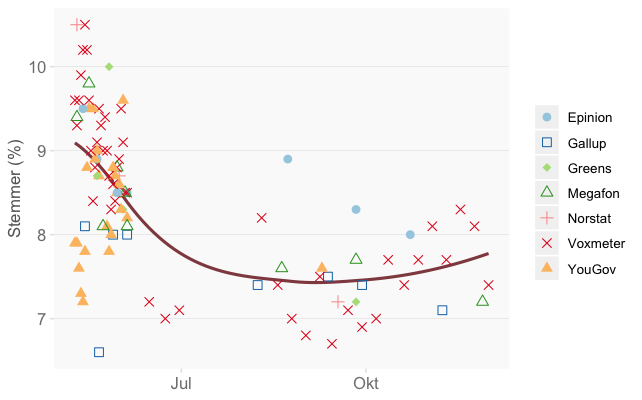 10
9
8
7
Stemmer (%)
Jul
Okt
Epinion
Gallup
Greens
Megafon
Norstat
Voxmeter
YouGov